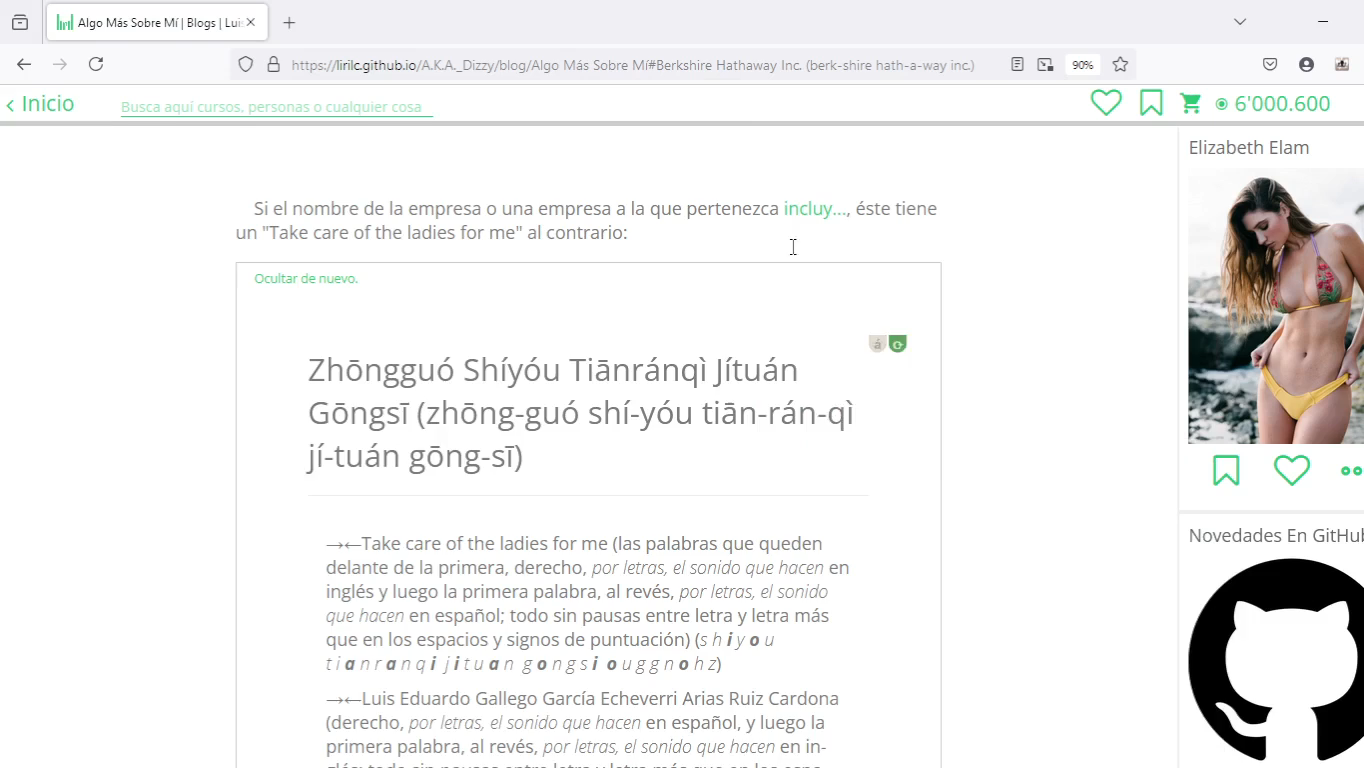 Algo Más Sobre Mí | Blogs | Luis
https://lirilc.github.io/A.K.A._Dizzy/blog/Algo Más Sobre Mí#Berkshire Hathaway Inc. (berk-shire hath-a-way inc.)
90%
Inicio
Busca aquí cursos, personas o cualquier cosa
6'000.600
Si el nombre de la empresa o una empresa a la que pertenezca incluy..., éste tiene
un "Take care of the ladies for me" al contrario:
Ocultar de nuevo.
á
Zhōngguó Shíyóu Tiānránqì Jítuán
Gōngsī (zhōng-guó shí-yóu tiān-rán-qì
jí-tuán gōng-sī)
→←Take care of the ladies for me (las palabras que queden
delante de la primera, derecho, por letras, el sonido que hacen en
inglés y luego la primera palabra, al revés, por letras, el sonido
que hacen en español; todo sin pausas entre letra y letra más
que en los espacios y signos de puntuación) (s h i y o u
t i a n r a n q i j i t u a n g o n g s i o u g g n o h z)
→←Luis Eduardo Gallego García Echeverri Arias Ruiz Cardona
(derecho, por letras, el sonido que hacen en español, y luego la
primera palabra, al revés, por letras, el sonido que hacen en in-
Elizabeth Elam
Novedades En GitHub